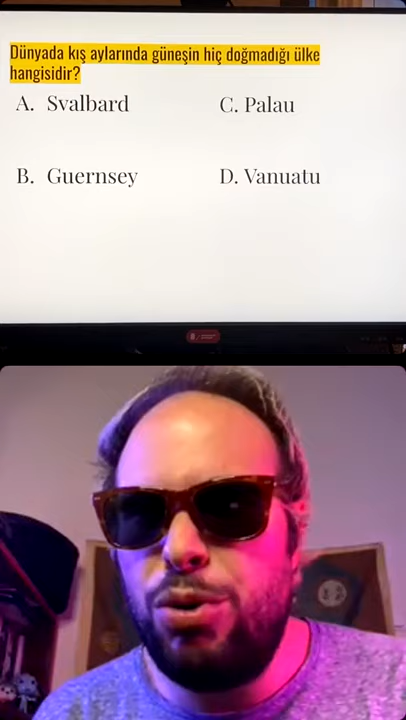 Dünyada kış aylarında güneşin hiç doğmadığı ülke
hangisidir?
A. Svalbard
C. Palau
B. Guernsey
D. Vanuatu